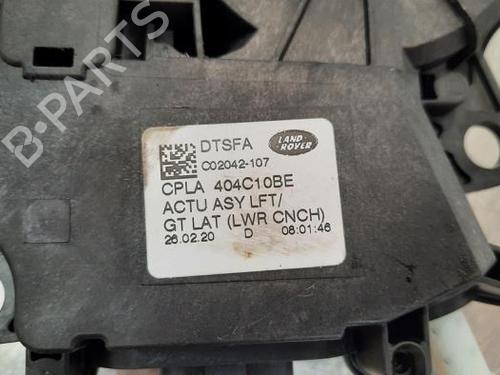 B-PARTS
DTSFA
LAND ROVER
C02042-107
CPLA 404C10BE
ACTU ASY LFT/
GT LAT (LWR CNCH)
26.02.20 D 08:01:46